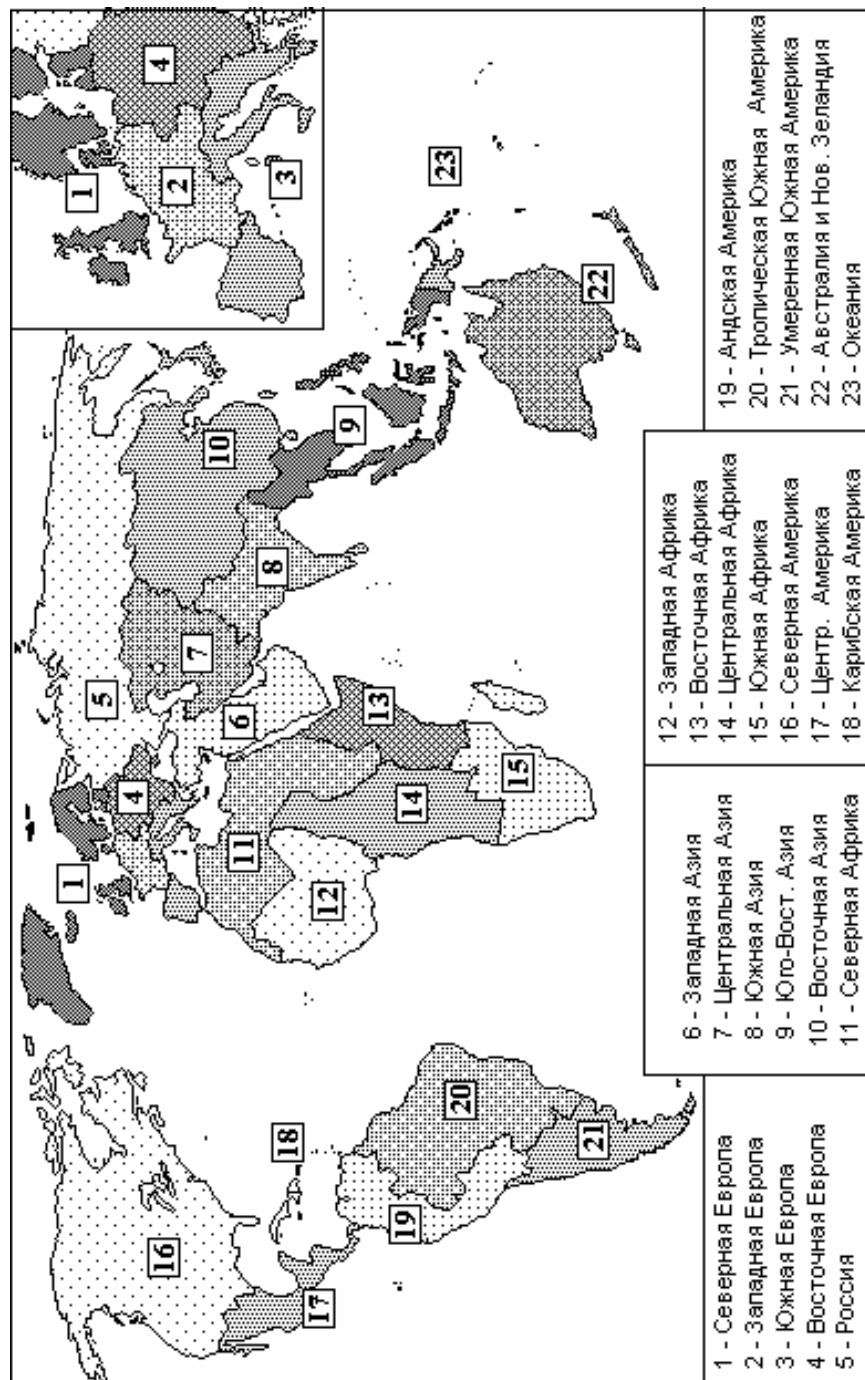 1
2
3
4
1
4
5
6
7
8
9
10
11
12
13
14
15
16
17
18
19
20
21
22
23
1 - Северная Европа
2 - Западная Европа
3 - Южная Европа
4 - Восточная Европа
5 - Россия
6 - Западная Азия
7 - Центральная Азия
8 - Южная Азия
9 - Юго-Вост. Азия
10 - Восточная Азия
11 - Северная Африка
12 - Западная Африка
13 - Восточная Африка
14 - Центральная Африка
15 - Южная Африка
16 - Северная Америка
17 - Центр. Америка
18 - Карибская Америка
19 - Андская Америка
20 - Тропическая Южная Америка
21 - Умеренная Южная Америка
22 - Австралия и Нов. Зеландия
23 - Океания